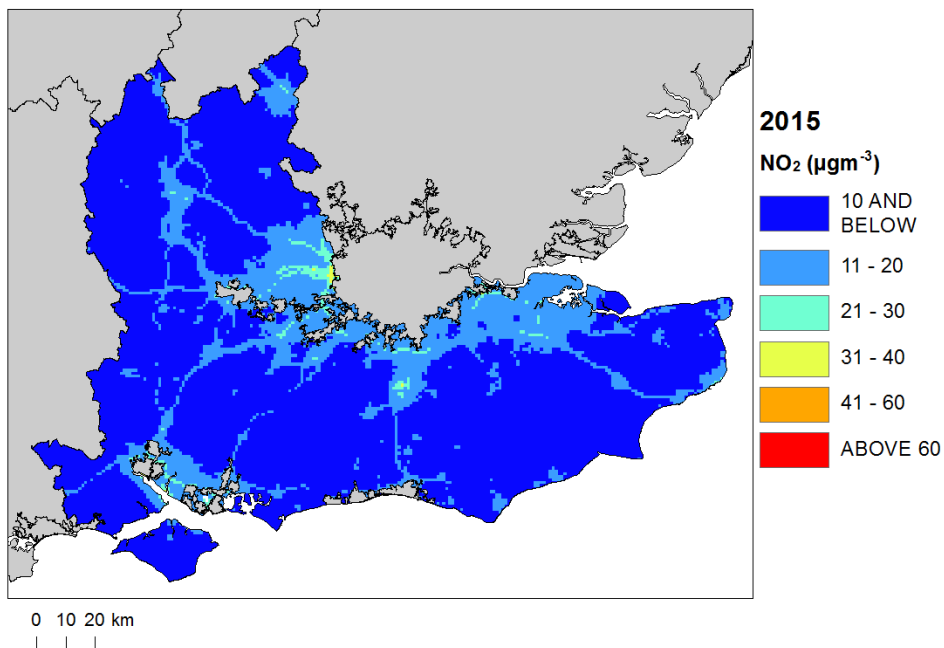 2015
NO₂ (µgm⁻³)
10 AND
BELOW
11 - 20
21 - 30
31 - 40
41 - 60
ABOVE 60
0 10 20 km